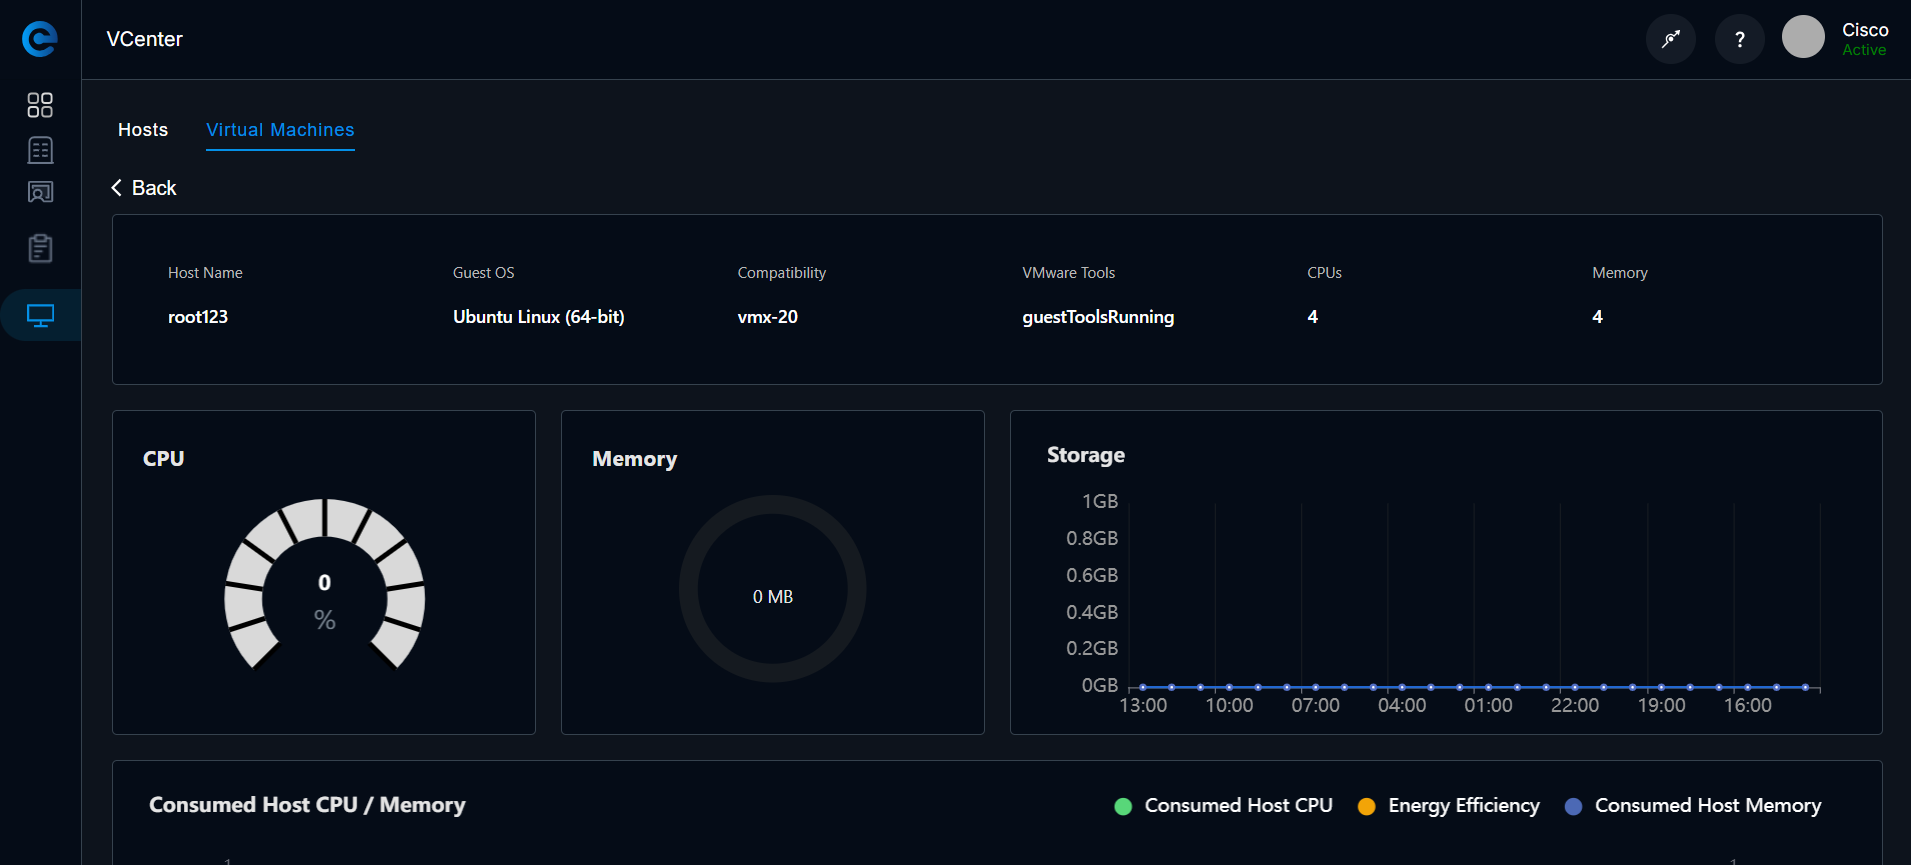 VCenter
?
Cisco
Active
Hosts
Virtual Machines
Back
Host Name
Guest OS
Compatibility
VMware Tools
CPUs
Memory
root123
Ubuntu Linux (64-bit)
vmx-20
guestToolsRunning
4
4
CPU
0
%
Memory
0 MB
Storage
1GB
0.8GB
0.6GB
0.4GB
0.2GB
0GB
13:00
10:00
07:00
04:00
01:00
22:00
19:00
16:00
Consumed Host CPU / Memory
Consumed Host CPU
Energy Efficiency
Consumed Host Memory
1
1